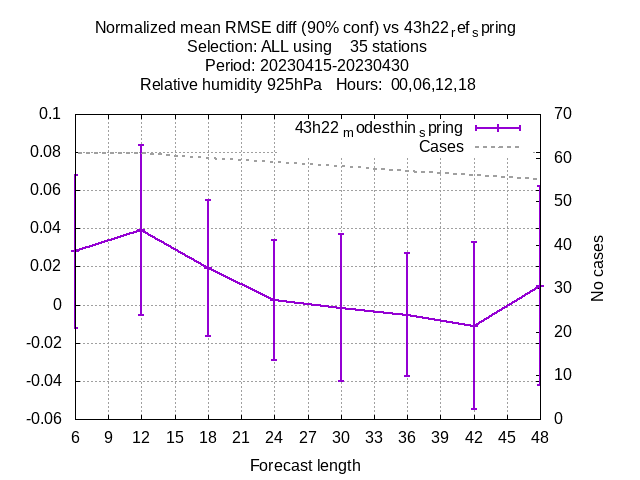 Normalized mean RMSE diff (90% conf) vs 43h22refspring
Selection: ALL using 35 stations
Period: 20230415-20230430
Relative humidity 925hPa Hours: 00,06,12,18
0.1 70
43h22modesthinspring
0.08 Cases 60
0.06 50
0.04 40
0.02 30
0 20
-0.02 10
-0.04 0
-0.06
No cases
6 9 12 15 18 21 24 27 30 33 36 39 42 45 48
Forecast length